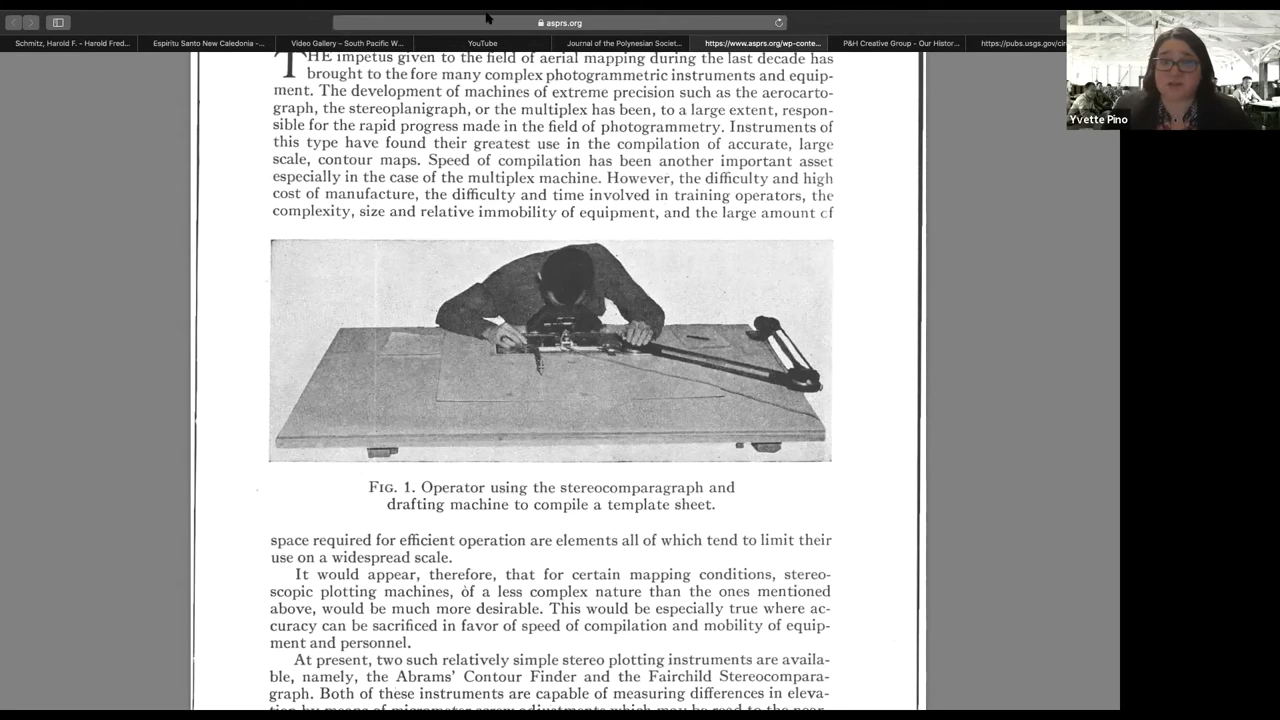 asprs.org
Schmitz, Harold F. - Harold Fred...
Espiritu Santo New Caledonia -...
Video Gallery – South Pacific W...
YouTube
Journal of the Polynesian Societ...
https://www.asprs.org/wp-conte...
P&H Creative Group - Our Histor...
https://pubs.usgs.gov/cir
Yvette Pino
THE impetus given to the field of aerial mapping during the last decade has
brought to the fore many complex photogrammetric instruments and equip-
ment. The development of machines of extreme precision such as the aerocarto-
graph, the stereoplanigraph, or the multiplex has been, to a large extent, respon-
sible for the rapid progress made in the field of photogrammetry. Instruments of
this type have found their greatest use in the compilation of accurate, large
scale, contour maps. Speed of compilation has been another important asset
especially in the case of the multiplex machine. However, the difficulty and high
cost of manufacture, the difficulty and time involved in training operators, the
complexity, size and relative immobility of equipment, and the large amount of
FIG. 1. Operator using the stereocomparagraph and
drafting machine to compile a template sheet.
space required for efficient operation are elements all of which tend to limit their
use on a widespread scale.
It would appear, therefore, that for certain mapping conditions, stereo-
scopic plotting machines, of a less complex nature than the ones mentioned
above, would be much more desirable. This would be especially true where ac-
curacy can be sacrificed in favor of speed of compilation and mobility of equip-
ment and personnel.
At present, two such relatively simple stereo plotting instruments are availa-
ble, namely, the Abrams' Contour Finder and the Fairchild Stereocompara-
graph. Both of these instruments are capable of measuring differences in eleva-